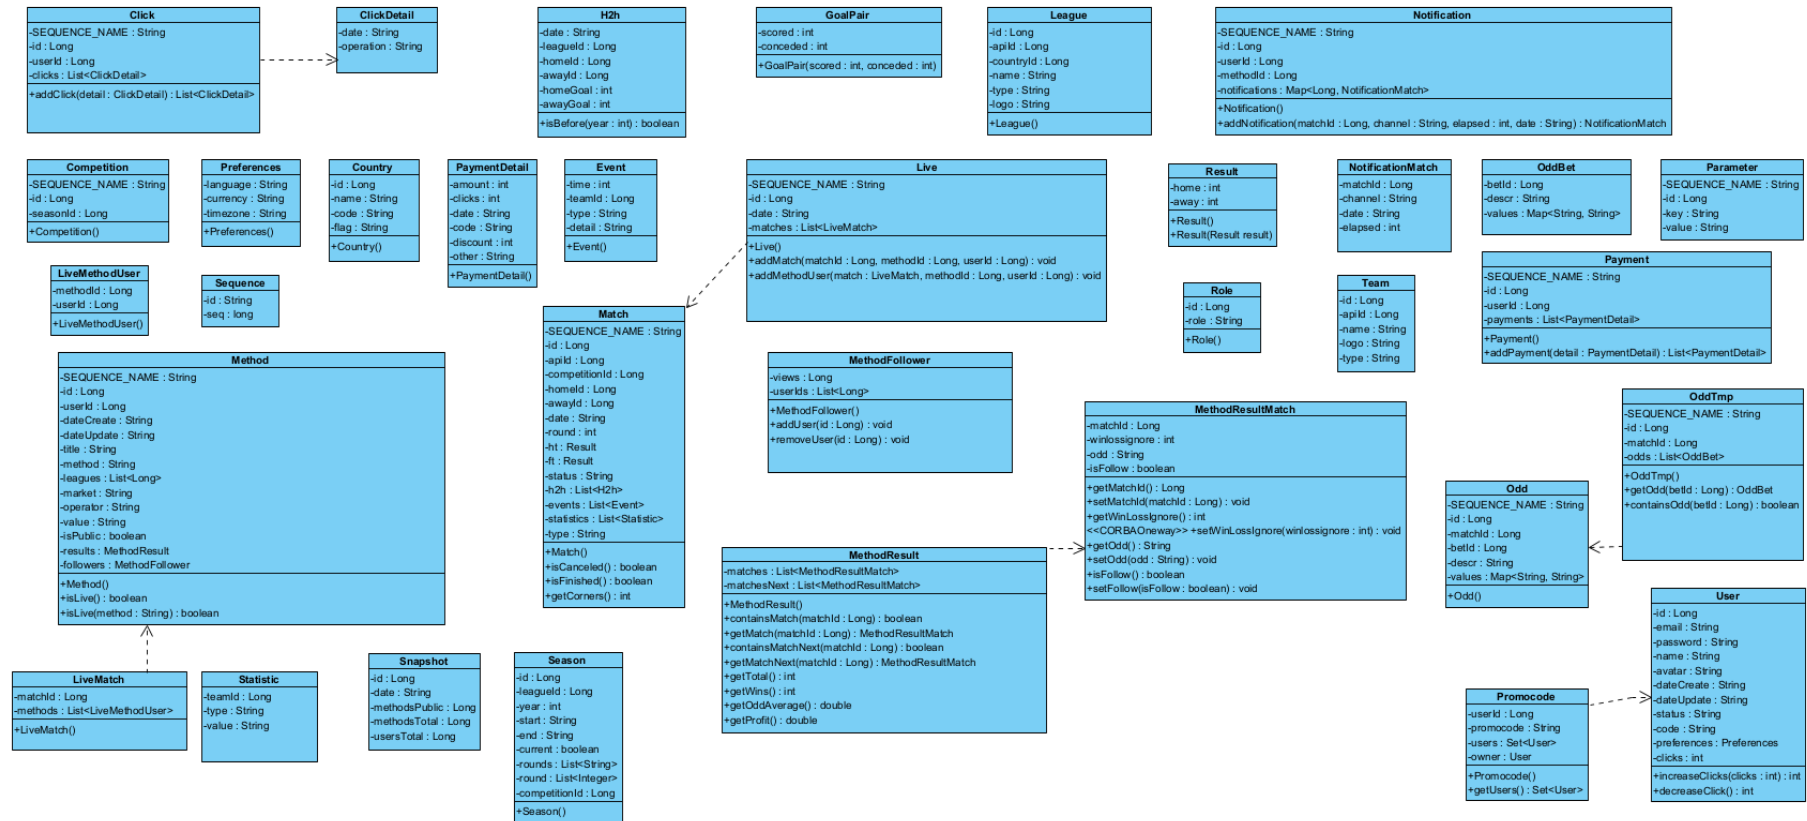 Click
-SEQUENCE_NAME : String
-id : Long
-userId : Long
-clicks : List<ClickDetail>
+addClick(detail : ClickDetail) : List<ClickDetail>
ClickDetail
-date : String
-operation : String
H2h
-date : String
-leagueId : Long
-homeId : Long
-awayId : Long
-homeGoal : int
-awayGoal : int
+isBefore(year : int) : boolean
GoalPair
-scored : int
-conceded : int
+GoalPair(scored : int, conceded : int)
League
-id : Long
-apiId : Long
-countryId : Long
-name : String
-type : String
-logo : String
+League()
Notification
-SEQUENCE_NAME : String
-id : Long
-userId : Long
-methodId : Long
-notifications : Map<Long, NotificationMatch>
+Notification()
+addNotification(matchId : Long, channel : String, elapsed : int, date : String) : NotificationMatch
Competition
-SEQUENCE_NAME : String
-id : Long
-seasonId : Long
+Competition()
Preferences
-language : String
-currency : String
-timezone : String
+Preferences()
Country
-id : Long
-name : String
-code : String
-flag : String
+Country()
PaymentDetail
-amount : int
-clicks : int
-date : String
-code : String
-discount : int
-other : String
+PaymentDetail()
Event
-time : int
-teamId : Long
-type : String
-detail : String
+Event()
Live
-SEQUENCE_NAME : String
-id : Long
-date : String
-matches : List<LiveMatch>
+Live()
+addMatch(matchId : Long, methodId : Long, userId : Long) : void
+addMethodUser(match : LiveMatch, methodId : Long, userId : Long) : void
Result
-home : int
-away : int
+Result()
+Result(Result result)
NotificationMatch
-matchId : Long
-channel : String
-date : String
-elapsed : int
OddBet
-betId : Long
-descr : String
-values : Map<String, String>
Parameter
-SEQUENCE_NAME : String
-id : Long
-key : String
-value : String
LiveMethodUser
-methodId : Long
-userId : Long
+LiveMethodUser()
Sequence
-id : String
-seq : long
Role
-id : Long
-role : String
+Role()
Team
-id : Long
-apiId : Long
-name : String
-logo : String
-type : String
Payment
-SEQUENCE_NAME : String
-id : Long
-userId : Long
-payments : List<PaymentDetail>
+Payment()
+addPayment(detail : PaymentDetail) : List<PaymentDetail>
Match
-SEQUENCE_NAME : String
-id : Long
-apiId : Long
-competitionId : Long
-homeId : Long
-awayId : Long
-date : String
-round : int
-ht : Result
-ft : Result
-status : String
-h2h : List<H2h>
-events : List<Event>
-statistics : List<Statistic>
-type : String
+Match()
+isCanceled() : boolean
+isFinished() : boolean
+getCorners() : int
Method
-SEQUENCE_NAME : String
-id : Long
-userId : Long
-dateCreate : String
-dateUpdate : String
-title : String
-method : String
-leagues : List<Long>
-market : String
-operator : String
-value : String
-isPublic : boolean
-results : MethodResult
-followers : MethodFollower
+Method()
+isLive() : boolean
+isLive(method : String) : boolean
MethodFollower
-views : Long
-userIds : List<Long>
+MethodFollower()
+addUser(id : Long) : void
+removeUser(id : Long) : void
MethodResultMatch
-matchId : Long
-winlossignore : int
-odd : String
-isFollow : boolean
+getMatchId() : Long
+setMatchId(matchId : Long) : void
+getWinLossIgnore() : int
<<CORBAOneway>> +setWinLossIgnore(winlossignore : int) : void
+getOdd() : String
+setOdd(odd : String) : void
+isFollow() : boolean
+setFollow(isFollow : boolean) : void
OddTmp
-SEQUENCE_NAME : String
-id : Long
-matchId : Long
-odds : List<OddBet>
+OddTmp()
+getOdd(betId : Long) : OddBet
+containsOdd(betId : Long) : boolean
Odd
-SEQUENCE_NAME : String
-id : Long
-matchId : Long
-betId : Long
-descr : String
-values : Map<String, String>
+Odd()
MethodResult
-matches : List<MethodResultMatch>
-matchesNext : List<MethodResultMatch>
+MethodResult()
+containsMatch(matchId : Long) : boolean
+getMatch(matchId : Long) : MethodResultMatch
+containsMatchNext(matchId : Long) : boolean
+getMatchNext(matchId : Long) : MethodResultMatch
+getTotal() : int
+getWins() : int
+getOddAverage() : double
+getProfit() : double
User
-id : Long
-email : String
-password : String
-name : String
-avatar : String
-dateCreate : String
-dateUpdate : String
-status : String
-code : String
-preferences : Preferences
-clicks : int
+increaseClicks(clicks : int) : int
+decreaseClick() : int
LiveMatch
-matchId : Long
-methods : List<LiveMethodUser>
+LiveMatch()
Statistic
-teamId : Long
-type : String
-value : String
Snapshot
-id : Long
-date : String
-methodsPublic : Long
-methodsTotal : Long
-usersTotal : Long
Season
-id : Long
-leagueId : Long
-year : int
-start : String
-end : String
-current : boolean
-rounds : List<String>
-round : List<Integer>
-competitionId : Long
+Season()
Promocode
-userId : Long
-promocode : String
-users : Set<User>
-owner : User
+Promocode()
+getUsers() : Set<User>